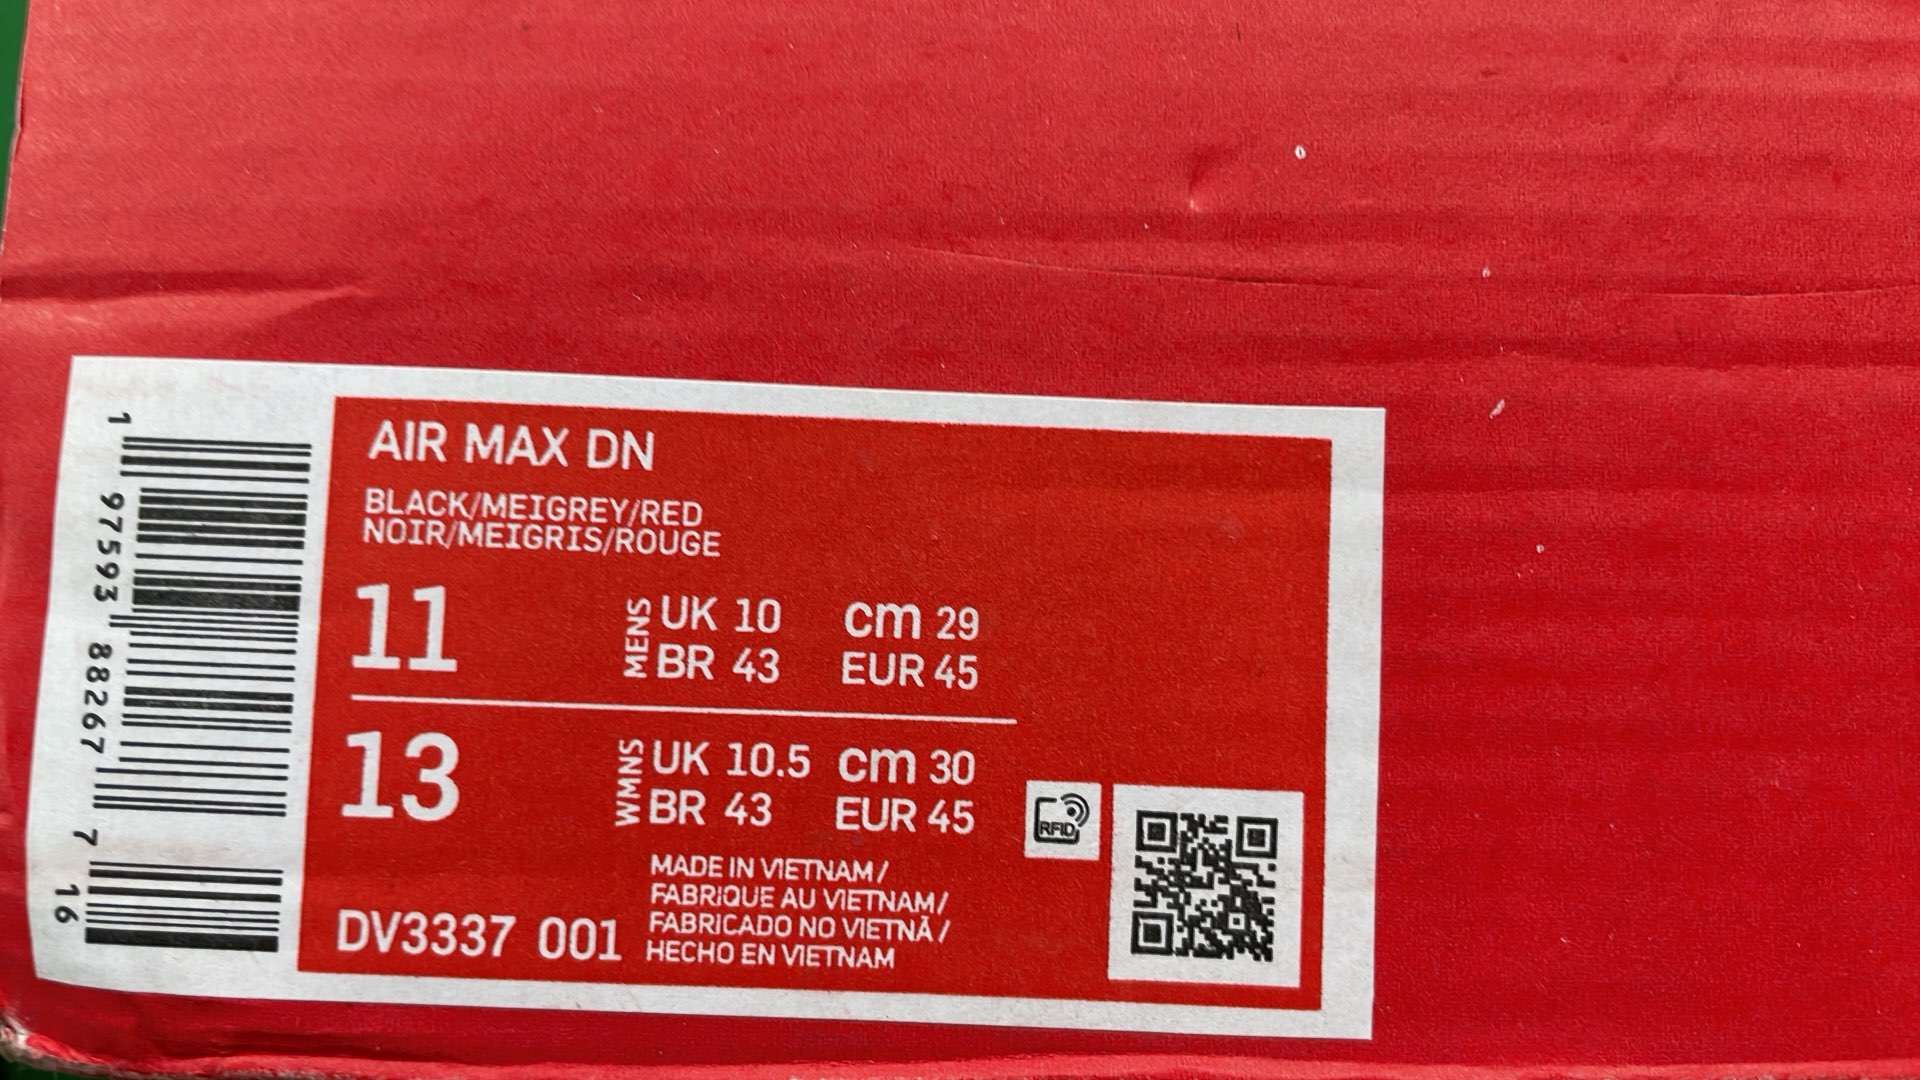 AIR MAX DN
BLACK/MEIGREY/RED
NOIR/MEIGRIS/ROUGE
11
MENS
UK 10 cm 29
BR 43 EUR 45
13
WMNS
UK 10.5 cm 30
BR 43 EUR 45
RFID
MADE IN VIETNAM/
FABRIQUE AU VIETNAM/
FABRICADO NO VIETNÃ/
HECHO EN VIETNAM
DV3337 001
1 97593 88267 7 16